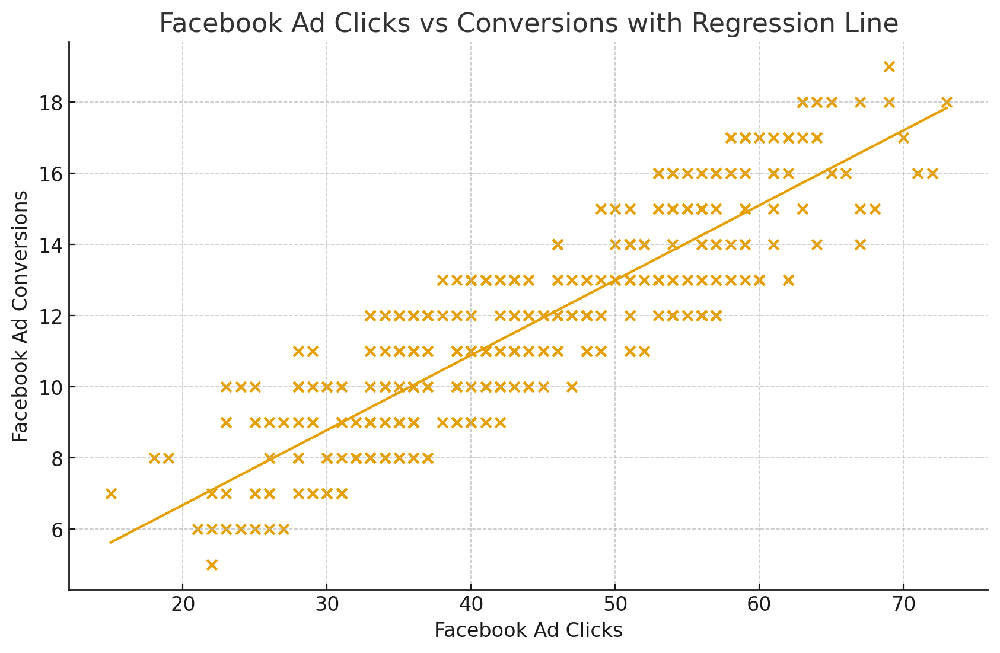 Facebook Ad Clicks vs Conversions with Regression Line
Facebook Ad Conversions
18
16
14
12
10
8
6
20 30 40 50 60 70
Facebook Ad Clicks